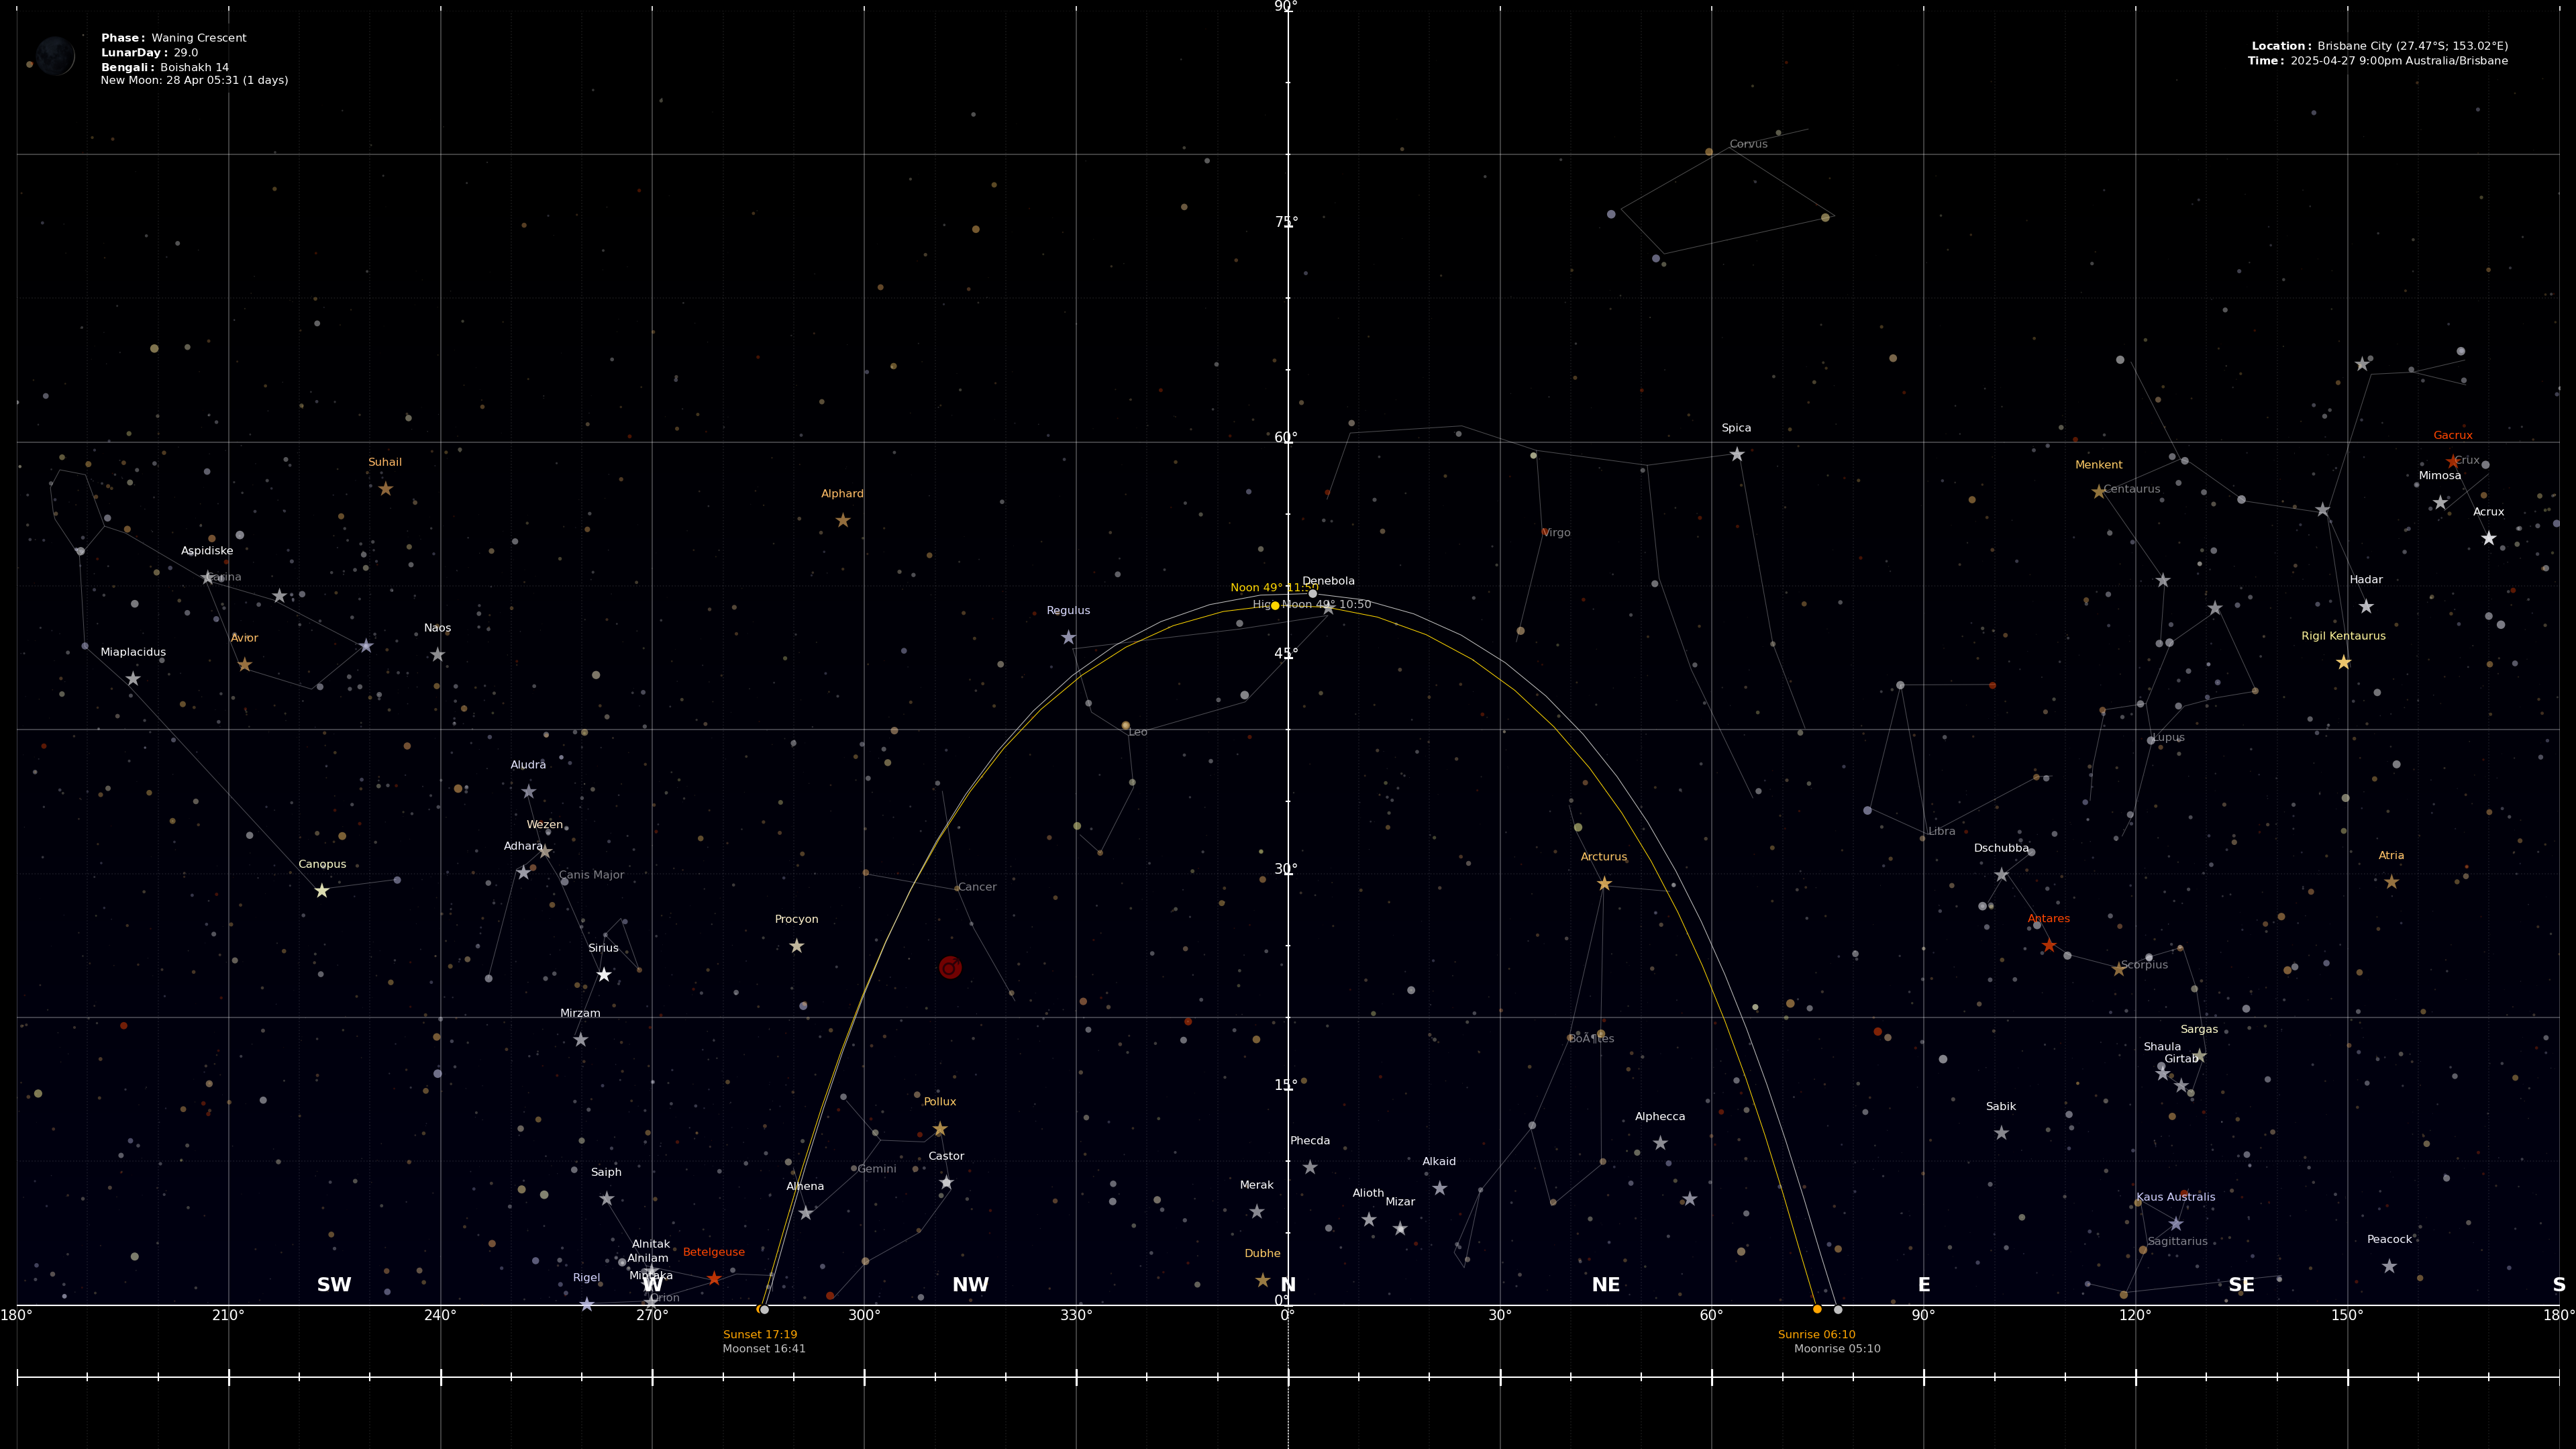 Phase: Waning Crescent
LunarDay: 29.0
Bengali: Boishakh 14
New Moon: 28 Apr 05:31 (1 days)
Location: Brisbane City (27.47°S; 153.02°E)
Time: 2025-04-27 9:00pm Australia/Brisbane
90°
Corvus
75°
Spica
Gacrux
60°
Crux
Suhail
Menkent
Mimosa
Centaurus
Alphard
Acrux
Virgo
Aspidiske
Carina
Denebola
Hadar
Noon 49° 11:50
High Moon 49° 10:50
Regulus
Naos
Avior
Rigil Kentaurus
Miaplacidus
45°
Leo
Lupus
Aludra
Wezen
Libra
Adhara
Dschubba
Arcturus
Atria
Canopus
30°
Canis Major
Cancer
Procyon
Antares
Sirius
Scorpius
Mirzam
Sargas
BoÃ¶tes
Shaula
Girtab
15°
Pollux
Sabik
Alphecca
Phecda
Castor
Alkaid
Gemini
Saiph
Alhena
Merak
Alioth
Mizar
Kaus Australis
Alnitak
Sagittarius
Peacock
Betelgeuse
Dubhe
Alnilam
Rigel
Mintaka
SW
W
NW
N
NE
E
SE
S
Orion
0°
180°
210°
240°
270°
300°
330°
0°
30°
60°
90°
120°
150°
180°
Sunset 17:19
Sunrise 06:10
Moonset 16:41
Moonrise 05:10